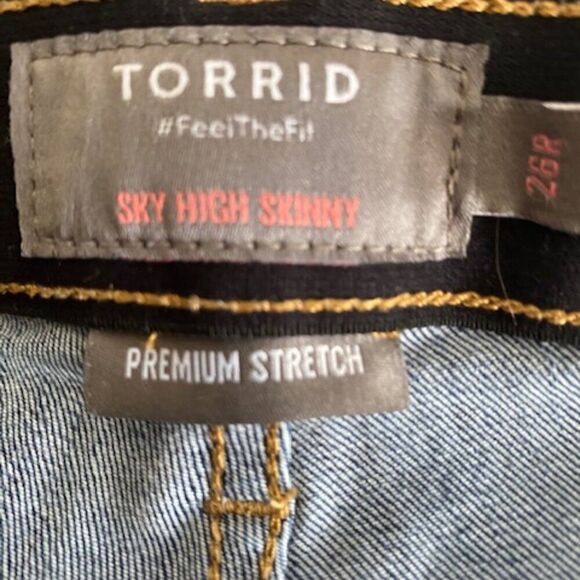 TORRID
#FeelTheFit
SKY HIGH SKINNY
26R
PREMIUM STRETCH